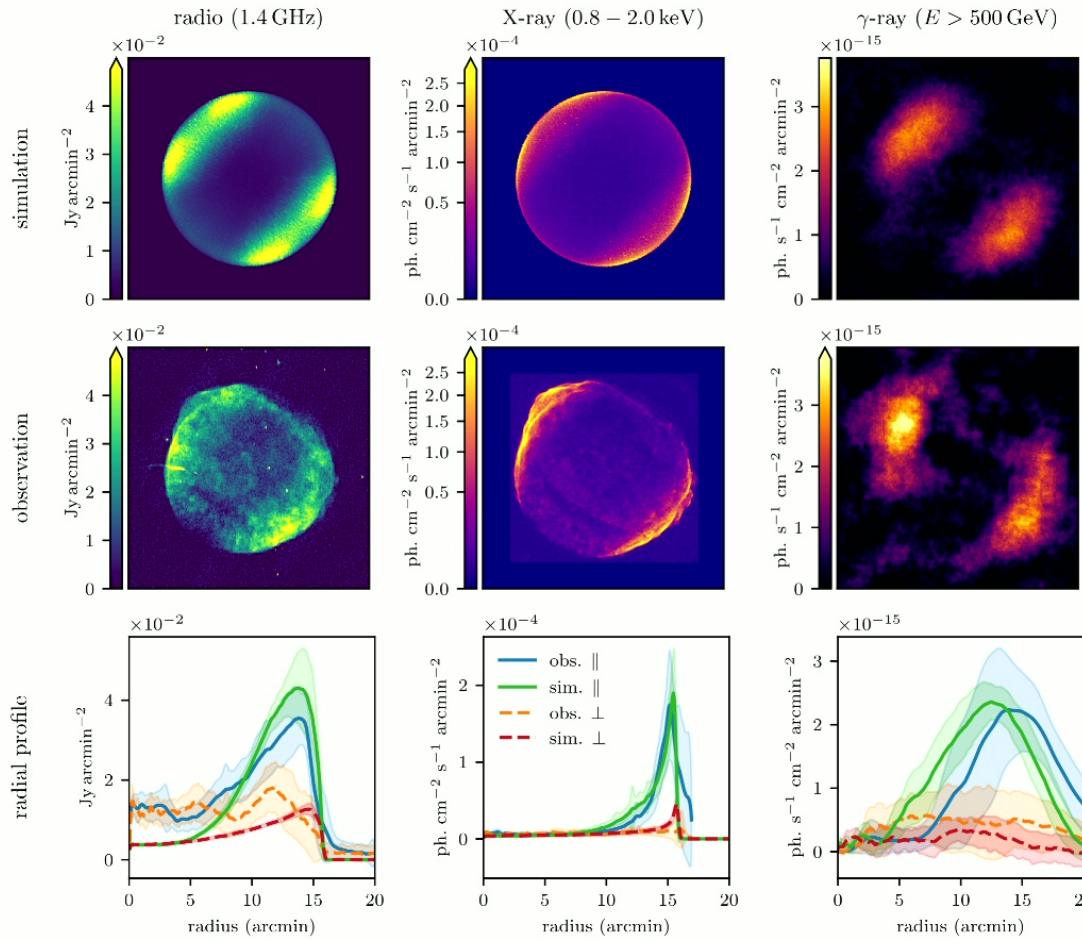 radio (1.4 GHz)
X-ray (0.8 − 2.0 keV)
γ-ray (E > 500 GeV)
simulation
×10⁻²
Jy arcmin⁻²
4
3
2
1
0
×10⁻⁴
ph. cm⁻² s⁻¹ arcmin⁻²
2.5
2.0
1.5
1.0
0.5
0.0
×10⁻¹⁵
ph. s⁻¹ cm⁻² arcmin⁻²
3
2
1
0
observation
×10⁻²
Jy arcmin⁻²
4
3
2
1
0
×10⁻⁴
ph. cm⁻² s⁻¹ arcmin⁻²
2.5
2.0
1.5
1.0
0.5
0.0
×10⁻¹⁵
ph. s⁻¹ cm⁻² arcmin⁻²
3
2
1
0
radial profile
×10⁻²
Jy arcmin⁻²
4
2
0
0 5 10 15 20
radius (arcmin)
×10⁻⁴
ph. cm⁻² s⁻¹ arcmin⁻²
2
1
0
obs. ∥
sim. ∥
obs. ⊥
sim. ⊥
0 5 10 15 20
radius (arcmin)
×10⁻¹⁵
ph. s⁻¹ cm⁻² arcmin⁻²
3
2
1
0
0 5 10 15
radius (arcmin)